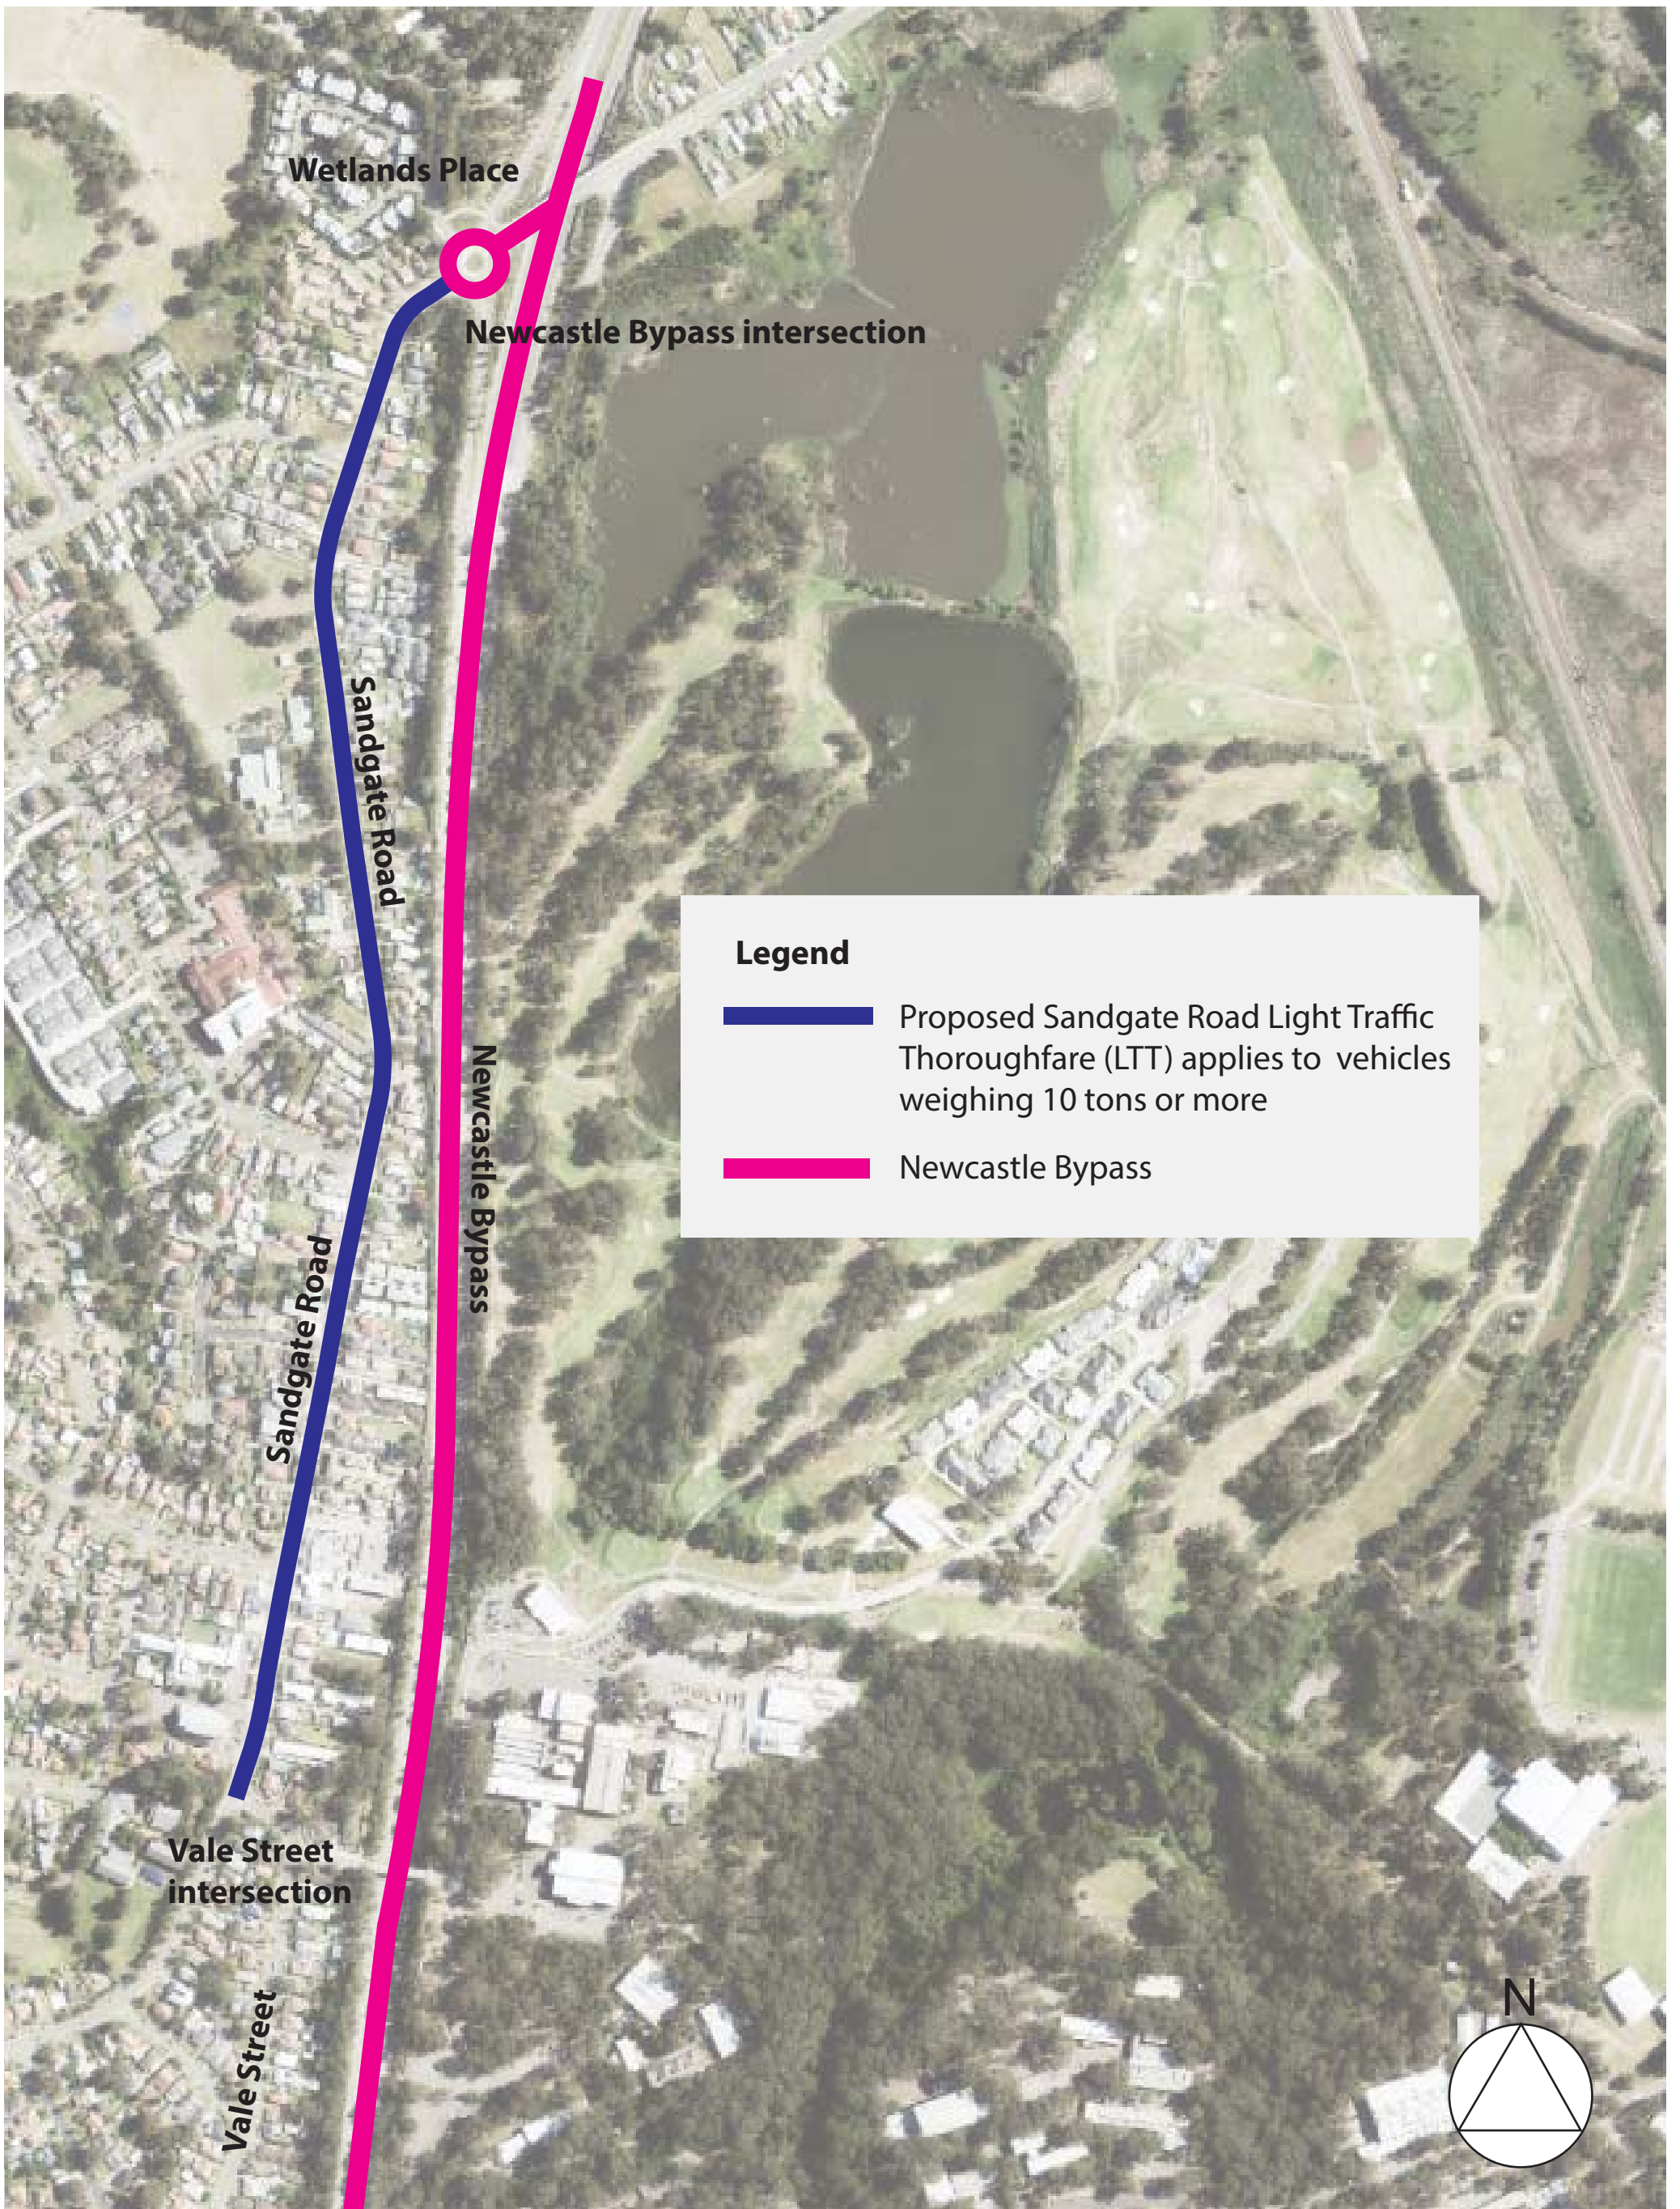 Wetlands Place
Newcastle Bypass intersection
Sandgate Road
Legend
Proposed Sandgate Road Light Traffic
Thoroughfare (LTT) applies to  vehicles
weighing 10 tons or more
Newcastle Bypass
Newcastle Bypass
Sandgate Road
Vale Street
intersection
Vale Street
N